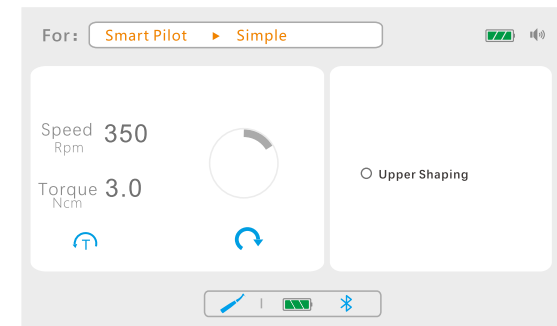 For: Smart Pilot ▸ Simple
Speed 350
Rpm
Torque 3.0
Ncm
T
Upper Shaping